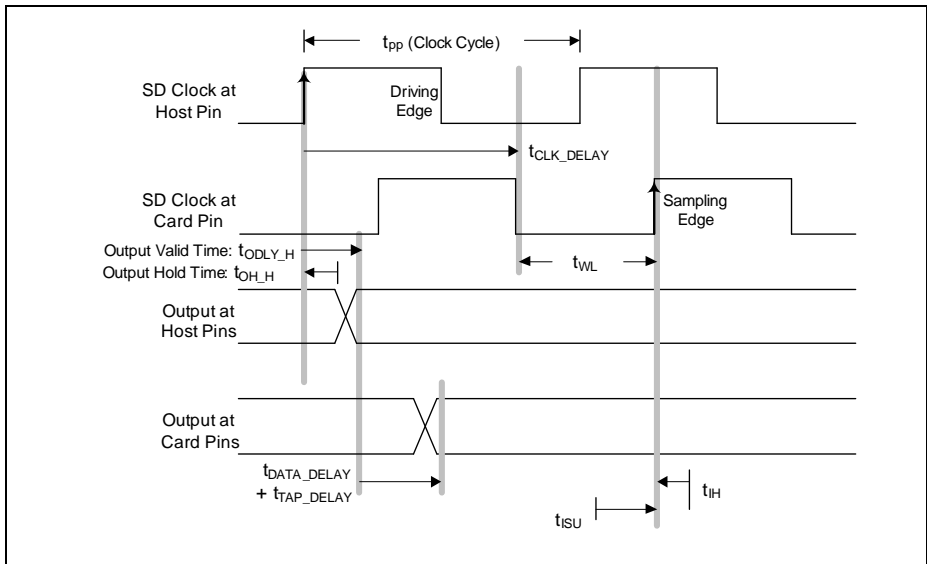 tpp (Clock Cycle)
SD Clock at
Host Pin
Driving
Edge
tCLK_DELAY
SD Clock at
Card Pin
Sampling
Edge
Output Valid Time: tODLY_H
Output Hold Time: tOH_H
tWL
Output at
Host Pins
Output at
Card Pins
tDATA_DELAY
+ tTAP_DELAY
tIH
tISU